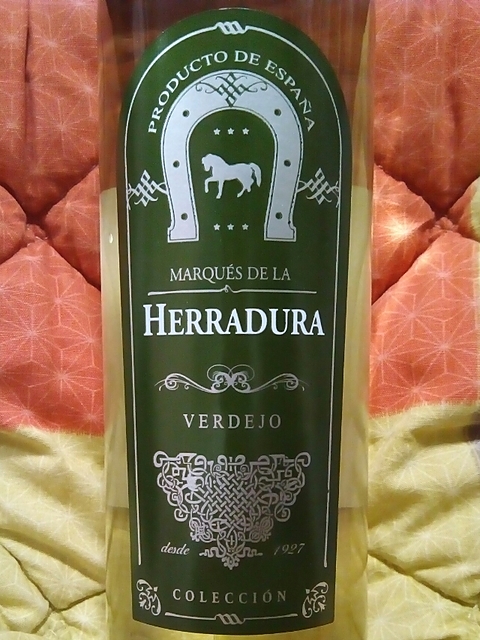 PRODUCTO DE ESPAÑA
MARQUÉS DE LA
HERRADURA
VERDEJO
desde 1927
COLECCIÓN